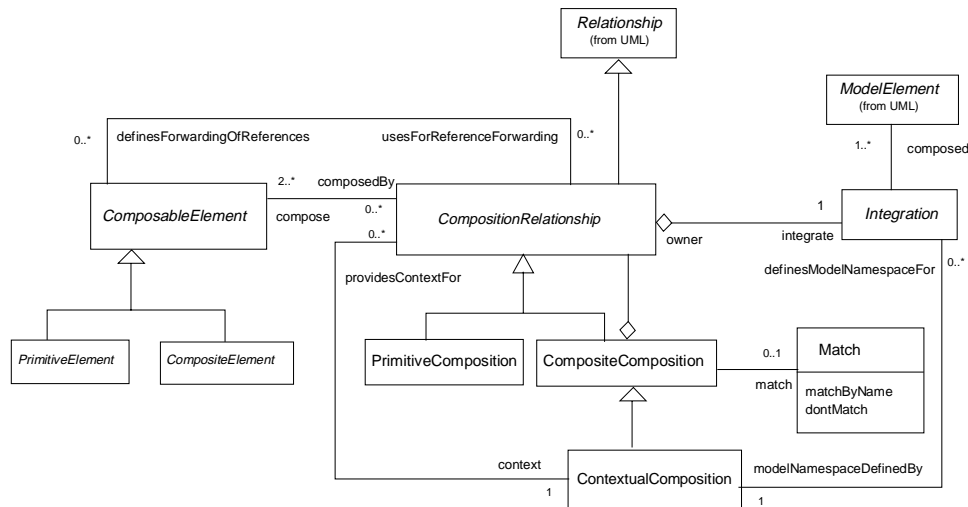 Relationship
(from UML)
ModelElement
(from UML)
0..*
definesForwardingOfReferences
usesForReferenceForwarding
0..*
1..*
composed
2..*
composedBy
ComposableElement
compose
0..*
CompositionRelationship
1
Integration
0..*
owner
integrate
providesContextFor
definesModelNamespaceFor
0..*
PrimitiveElement
CompositeElement
PrimitiveComposition
CompositeComposition
0..1
Match
match
matchByName
dontMatch
context
ContextualComposition
modelNamespaceDefinedBy
1
1